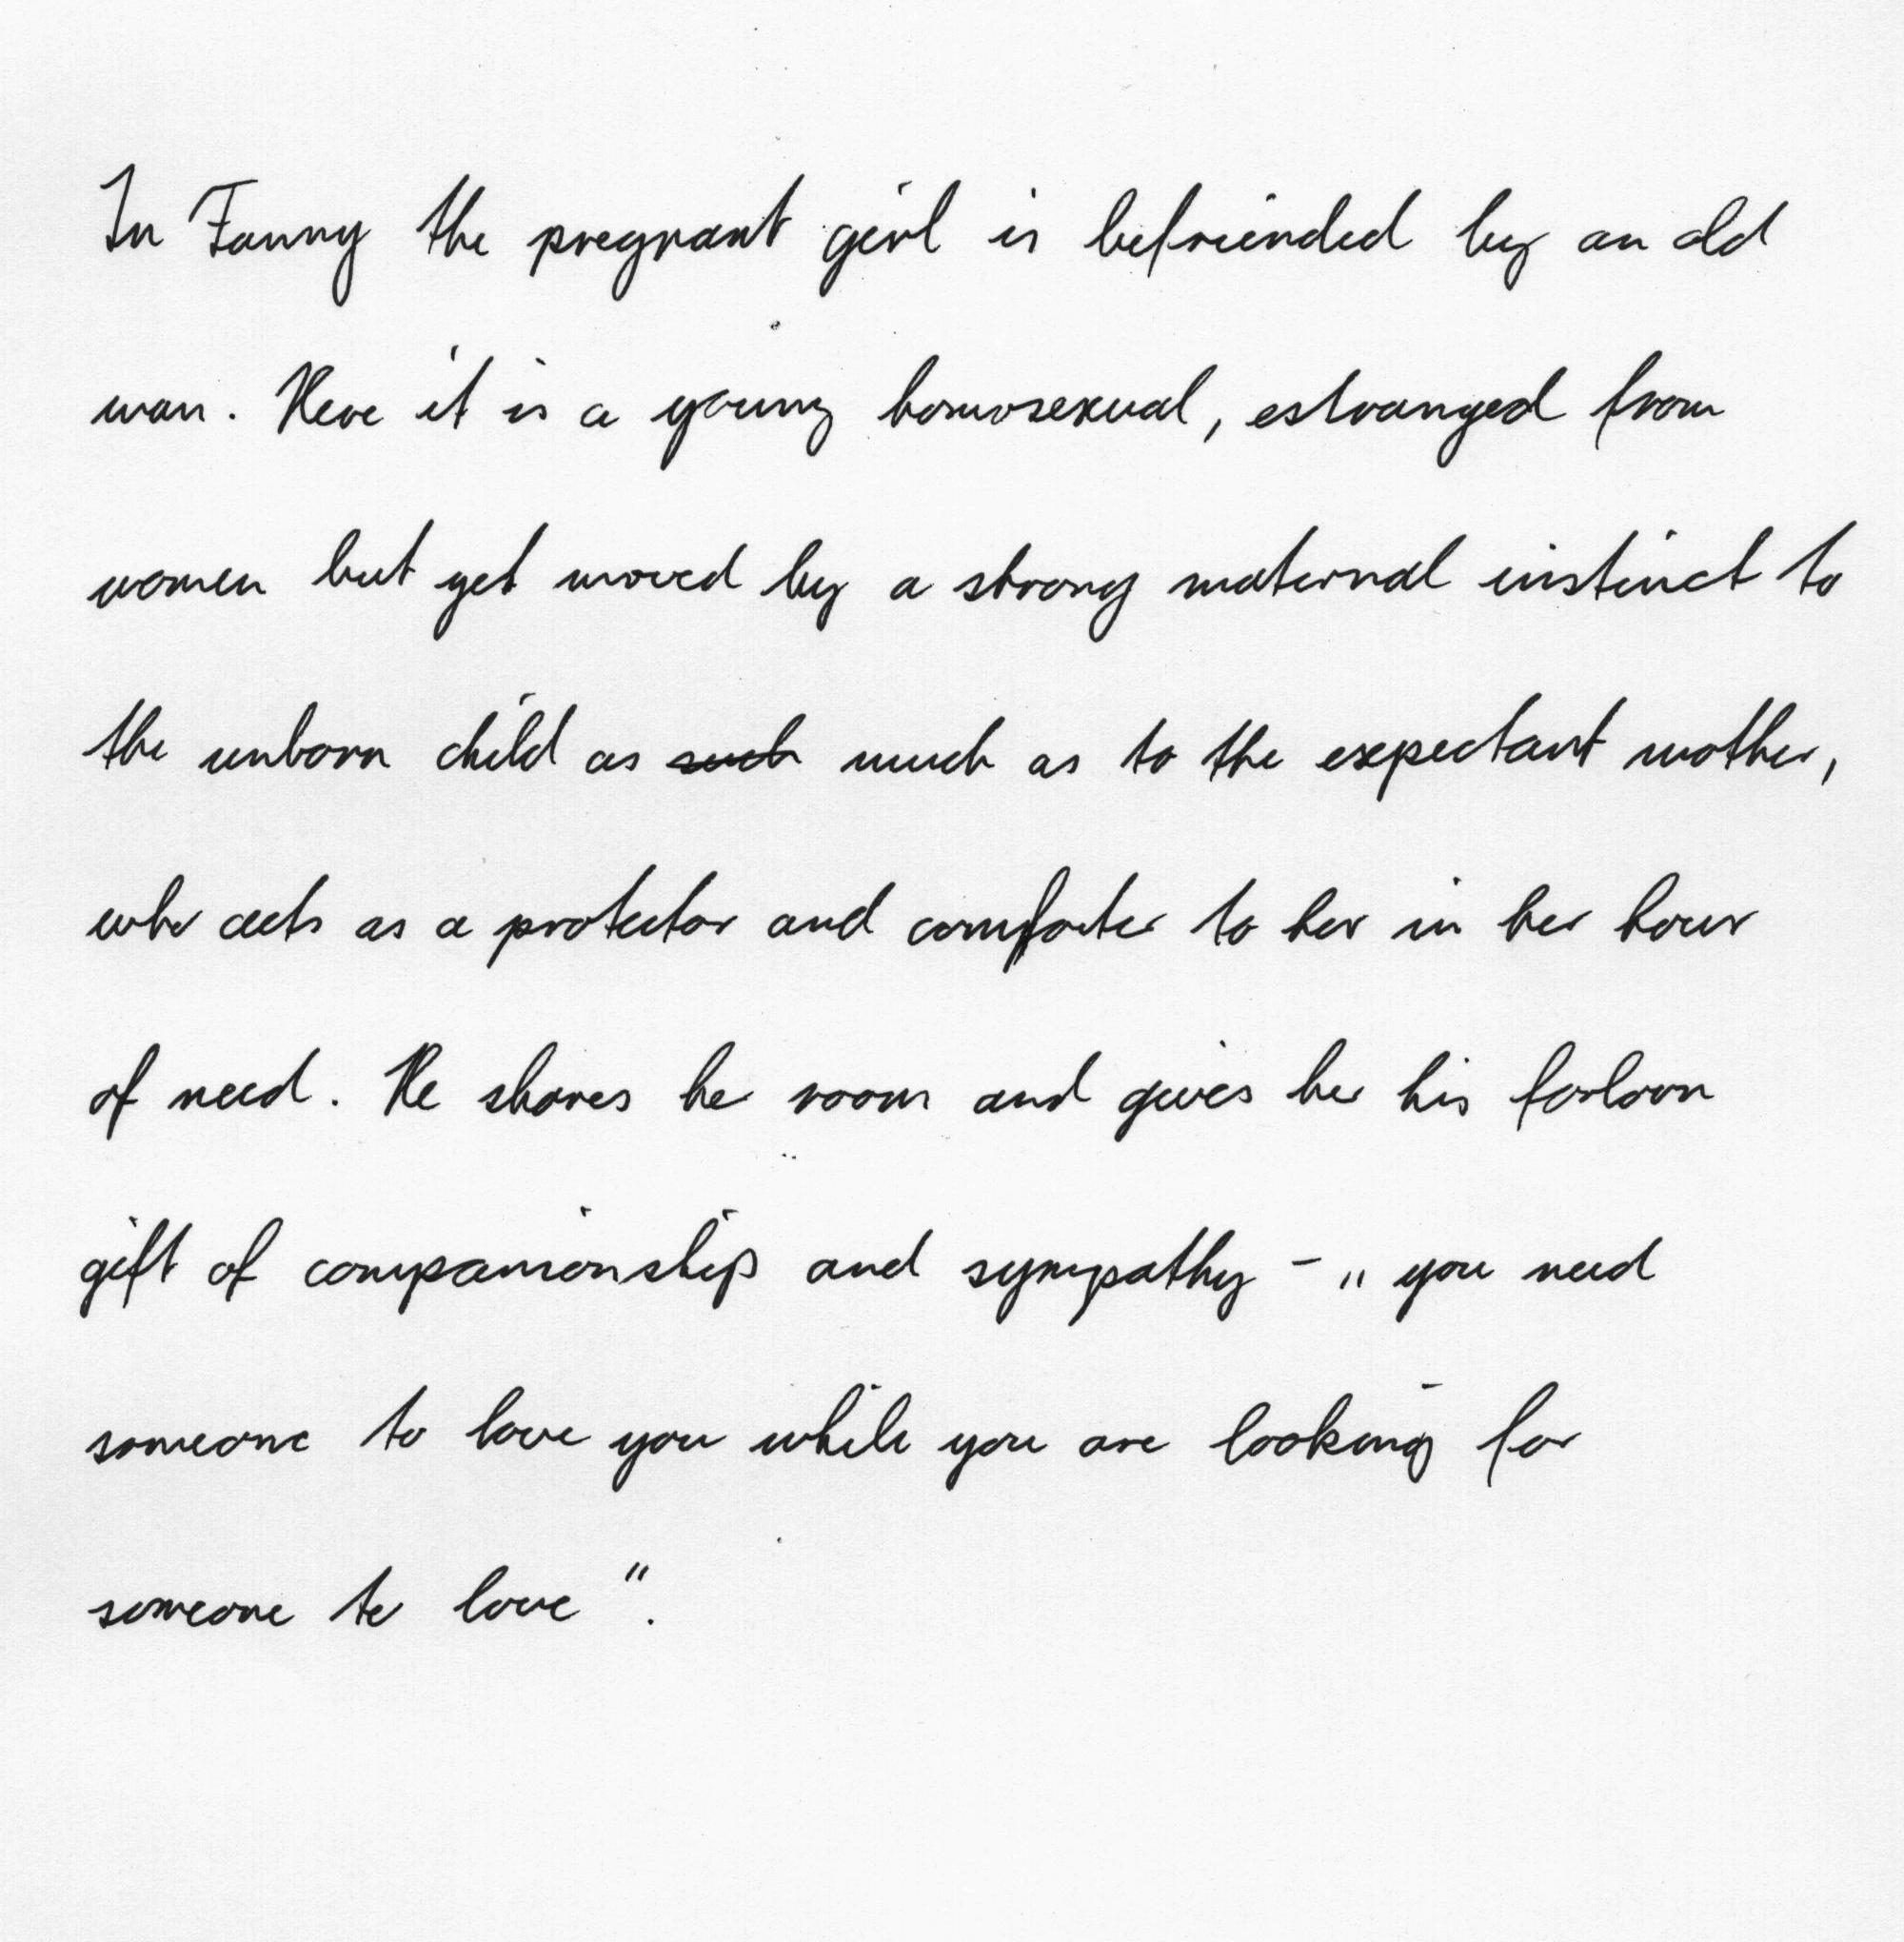 In Fanny the pregnant girl is befriended by an old
man. Here it is a young homosexual, estranged from
women but yet moved by a strong maternal instinct to
the unborn child as such much as to the expectant mother,
who acts as a protector and comforter to her in her hour
of need. He shares her room and gives her his forlorn
gift of companionship and sympathy - „ you need
someone to love you while you are looking for
someone to love ".